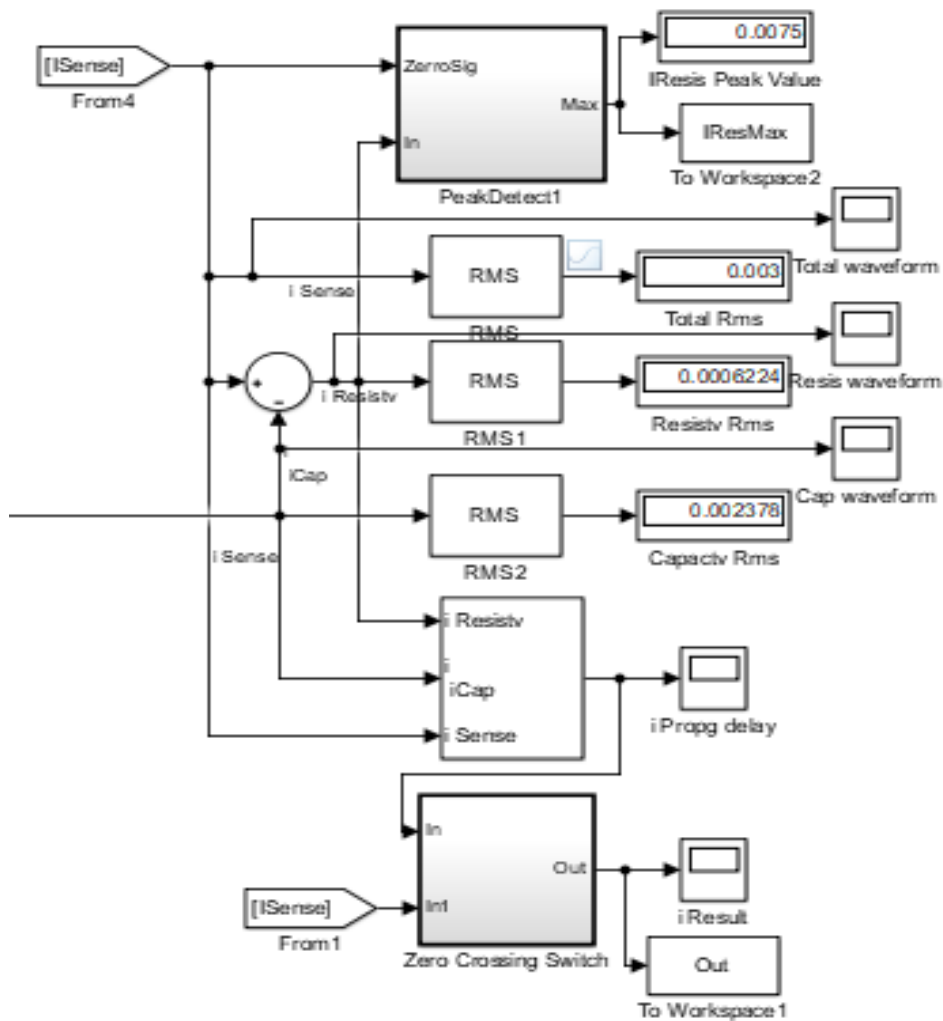 0.0075
[ISense]
ZerroSig
IResis Peak Value
From4
Max
IResMax
In
To Workspace2
PeakDetect1
RMS
0.003
Total waveform
i Sense
Total Rms
RMS
+
-
i Resistv
RMS
0.0006224
Resis waveform
RMS1
Resistv Rms
ICap
RMS
0.002378
Cap waveform
i Sense
RMS2
Capactv Rms
i Resistv
i
iCap
i Sense
i Propg delay
In
Out
[ISense]
In1
i Result
From1
Zero Crossing Switch
Out
To Workspace1